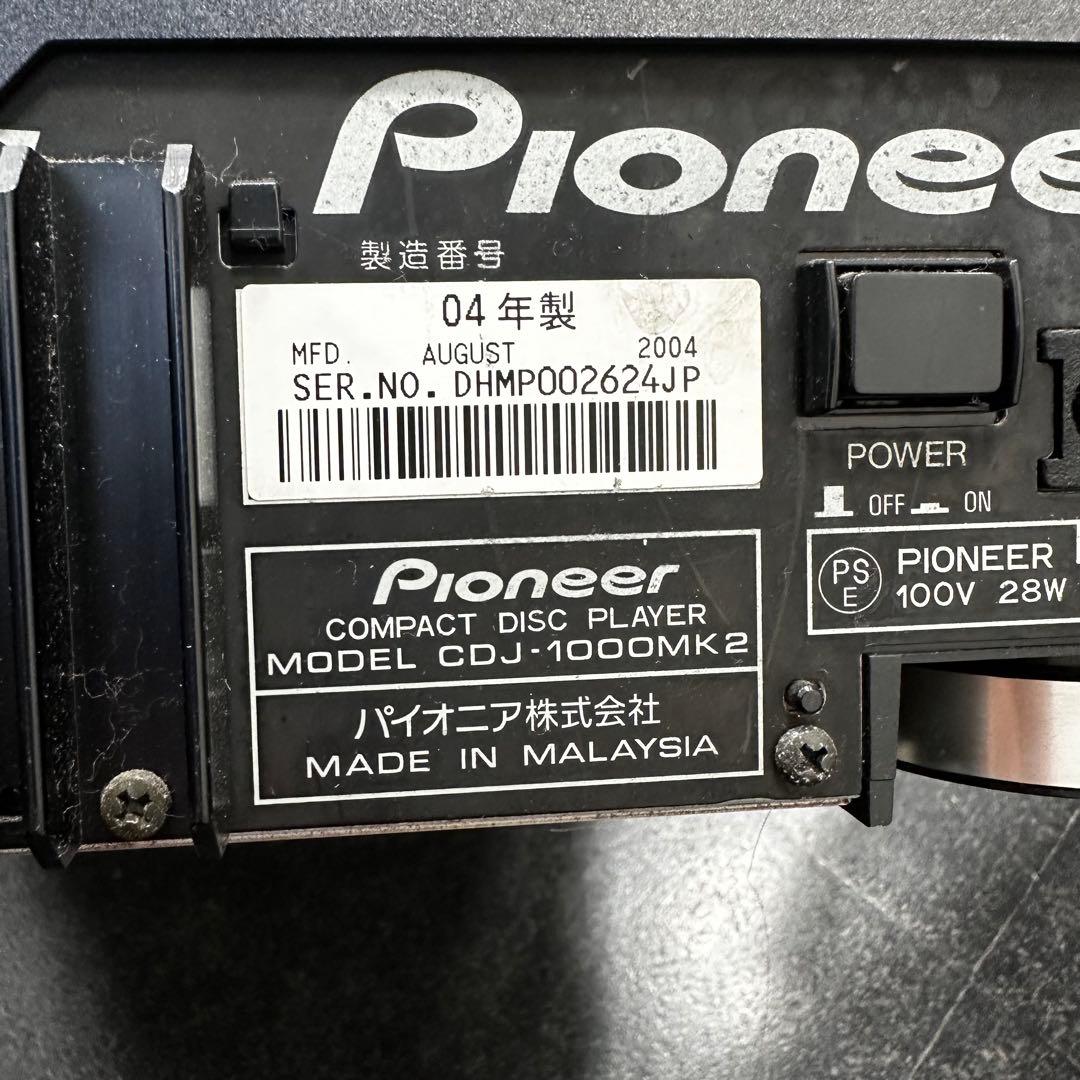 Pioneer
製造番号
04年製
MFD. AUGUST 2004
SER.NO. DHMP002624JP
POWER
OFF ON
Pioneer
COMPACT DISC PLAYER
MODEL CDJ-1000MK2
パイオニア株式会社
MADE IN MALAYSIA
PS
E
PIONEER
100V 28W